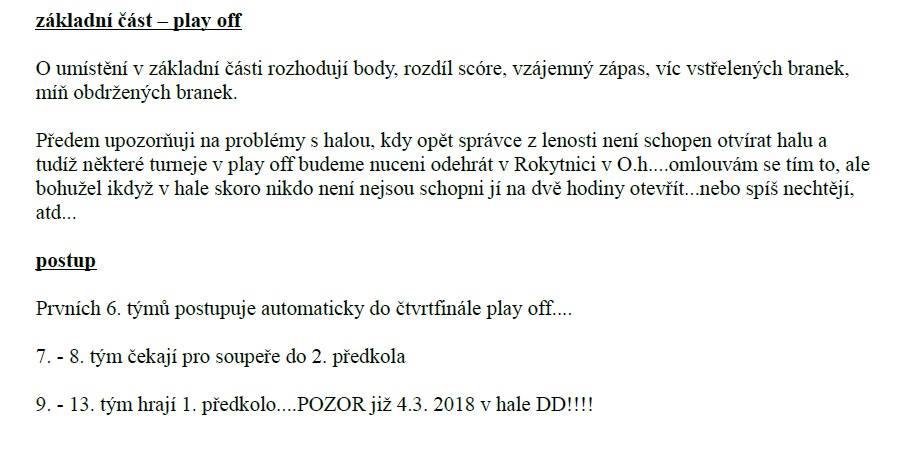 základní část – play off
O umístění v základní části rozhodují body, rozdíl scóre, vzájemný zápas, víc vstřelených branek,
míň obdržených branek.
Předem upozorňuji na problémy s halou, kdy opět správce z lenosti není schopen otvírat halu a
tudíž některé turneje v play off budeme nuceni odehrát v Rokytnici v O.h....omlouvám se tím to, ale
bohužel ikdyž v hale skoro nikdo není nejsou schopni jí na dvě hodiny otevřít...nebo spíš nechtějí,
atd...
postup
Prvních 6. týmů postupuje automaticky do čtvrtfinále play off....
7. - 8. tým čekají pro soupeře do 2. předkola
9. - 13. tým hrají 1. předkolo....POZOR již 4.3. 2018 v hale DD!!!!